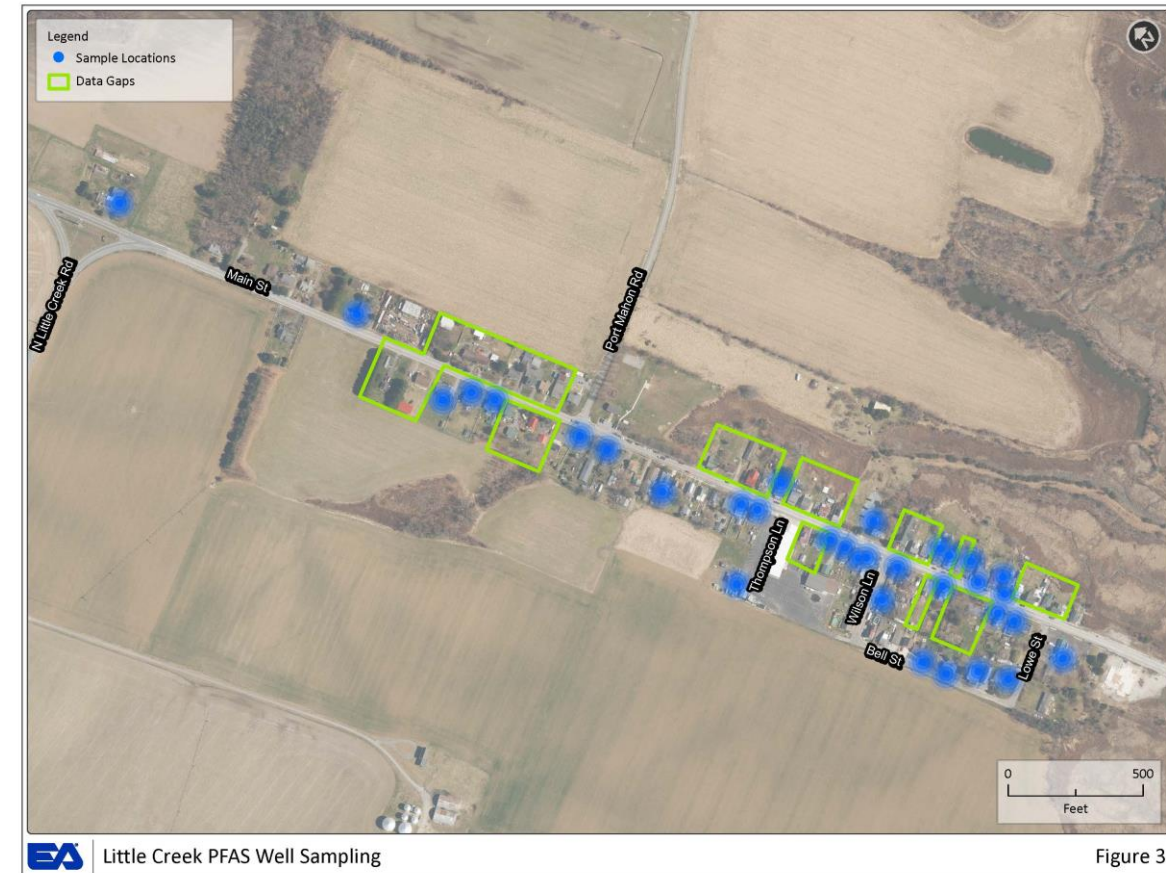 Legend
Sample Locations
Data Gaps
N Little Creek Rd
Main St
Port Mahon Rd
Thompson Ln
Wilson Ln
Bell St
Lowe St
0 500
Feet
EA Little Creek PFAS Well Sampling
Figure 3